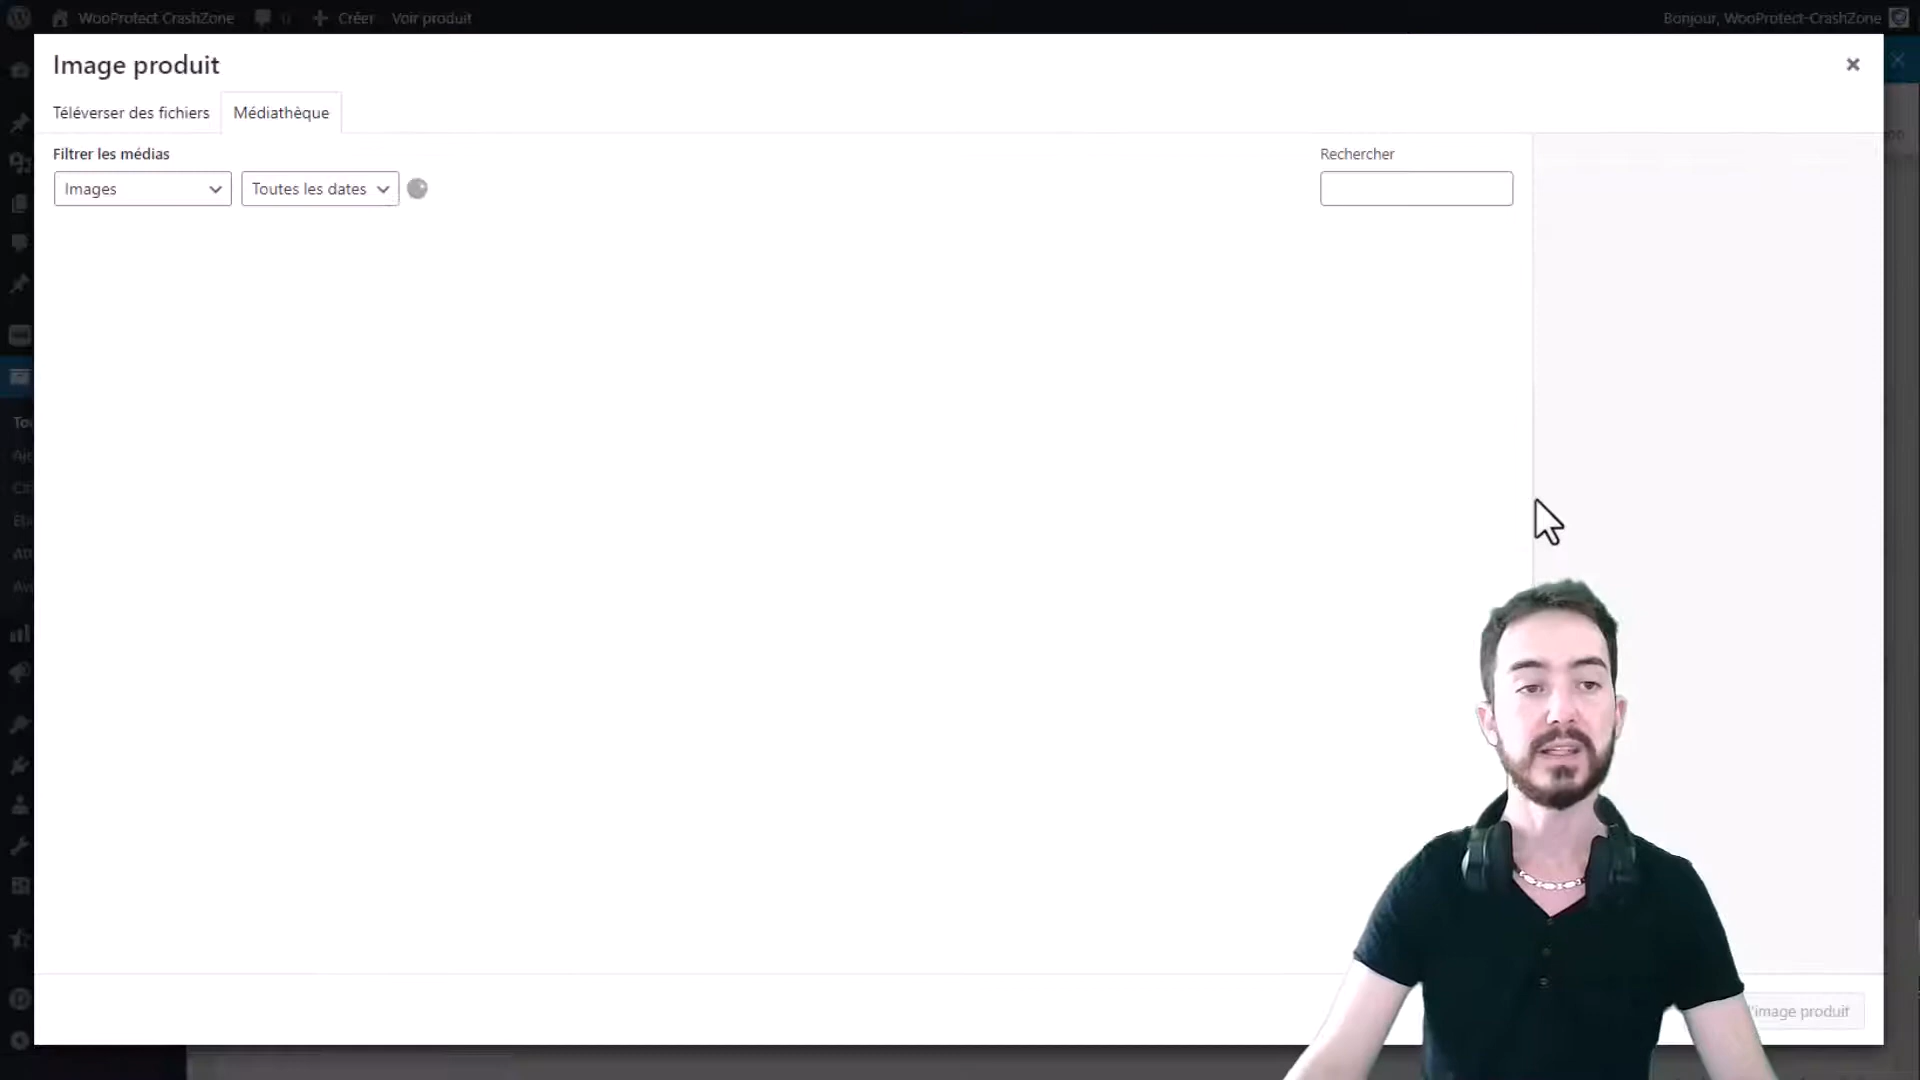 WooProtect CrashZone 0 Créer Voir produit Bonjour, WooProtect-CrashZone
Image produit
Téléverser des fichiers Médiathèque
Filtrer les médias Rechercher
Images Toutes les dates
l'image produit